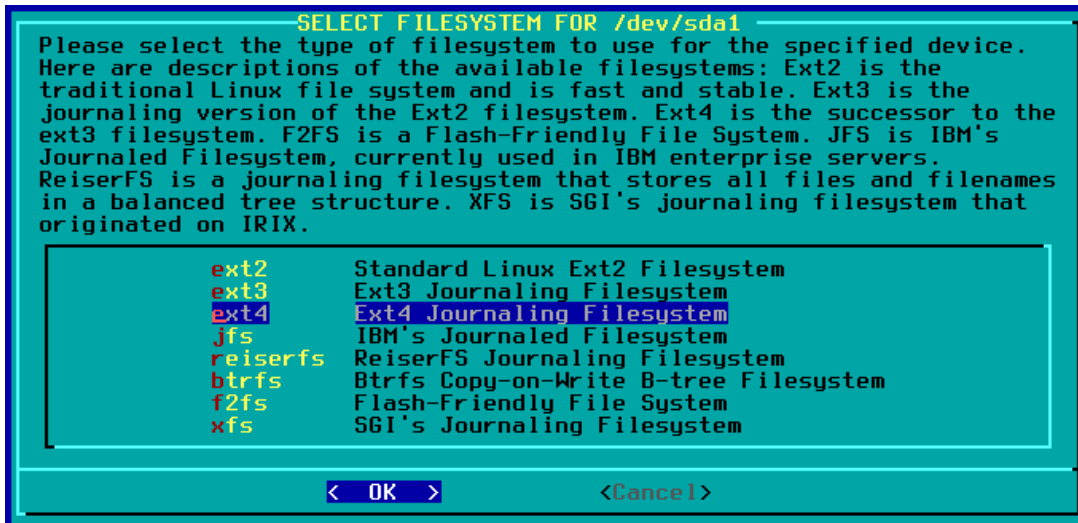 SELECT FILESYSTEM FOR /dev/sda1
Please select the type of filesystem to use for the specified device.
Here are descriptions of the available filesystems: Ext2 is the
traditional Linux file system and is fast and stable. Ext3 is the
journaling version of the Ext2 filesystem. Ext4 is the successor to the
ext3 filesystem. F2FS is a Flash-Friendly File System. JFS is IBM's
Journaled Filesystem, currently used in IBM enterprise servers.
ReiserFS is a journaling filesystem that stores all files and filenames
in a balanced tree structure. XFS is SGI's journaling filesystem that
originated on IRIX.
ext2 Standard Linux Ext2 Filesystem
ext3 Ext3 Journaling Filesystem
ext4 Ext4 Journaling Filesystem
jfs IBM's Journaled Filesystem
reiserfs ReiserFS Journaling Filesystem
btrfs Btrfs Copy-on-Write B-tree Filesystem
f2fs Flash-Friendly File System
xfs SGI's Journaling Filesystem
< OK > <Cancel>